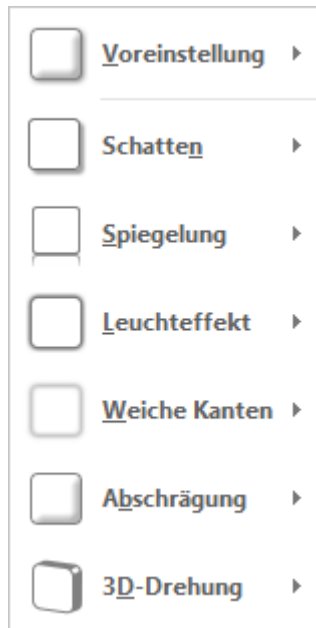 Voreinstellung
Schatten
Spiegelung
Leuchteffekt
Weiche Kanten
Abschrägung
3D-Drehung